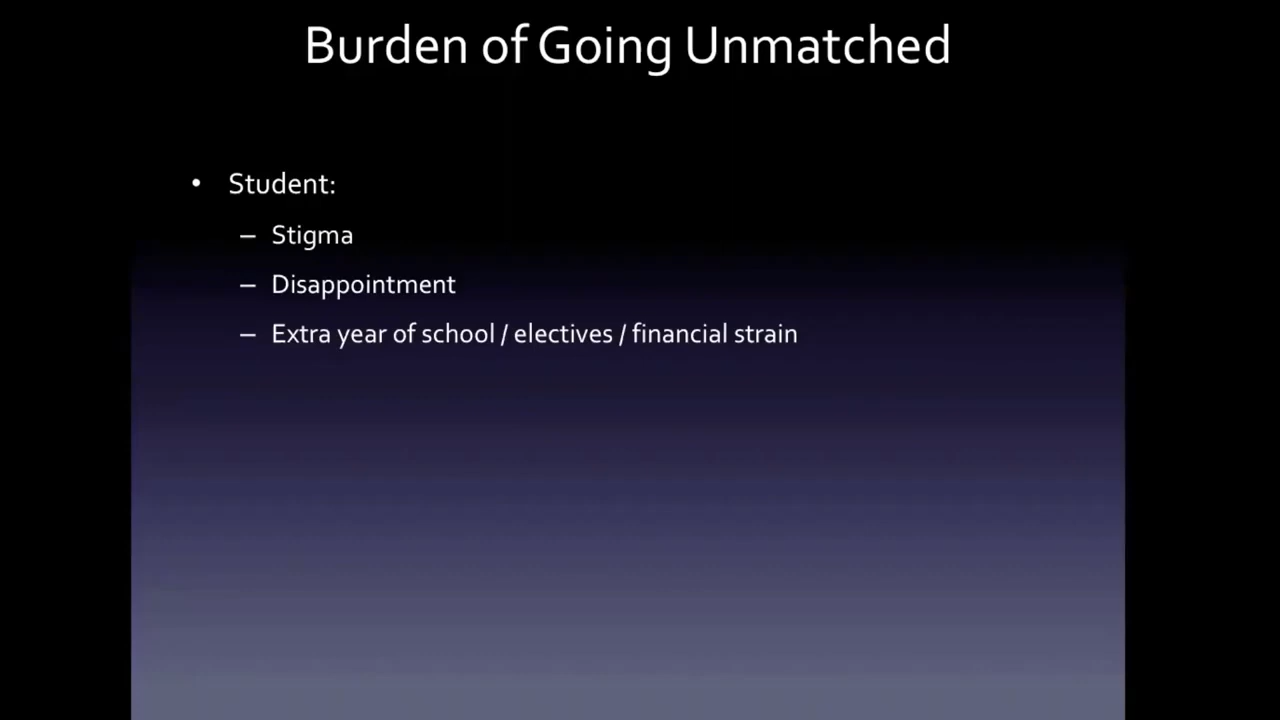 Burden of Going Unmatched
• Student:
– Stigma
– Disappointment
– Extra year of school / electives / financial strain